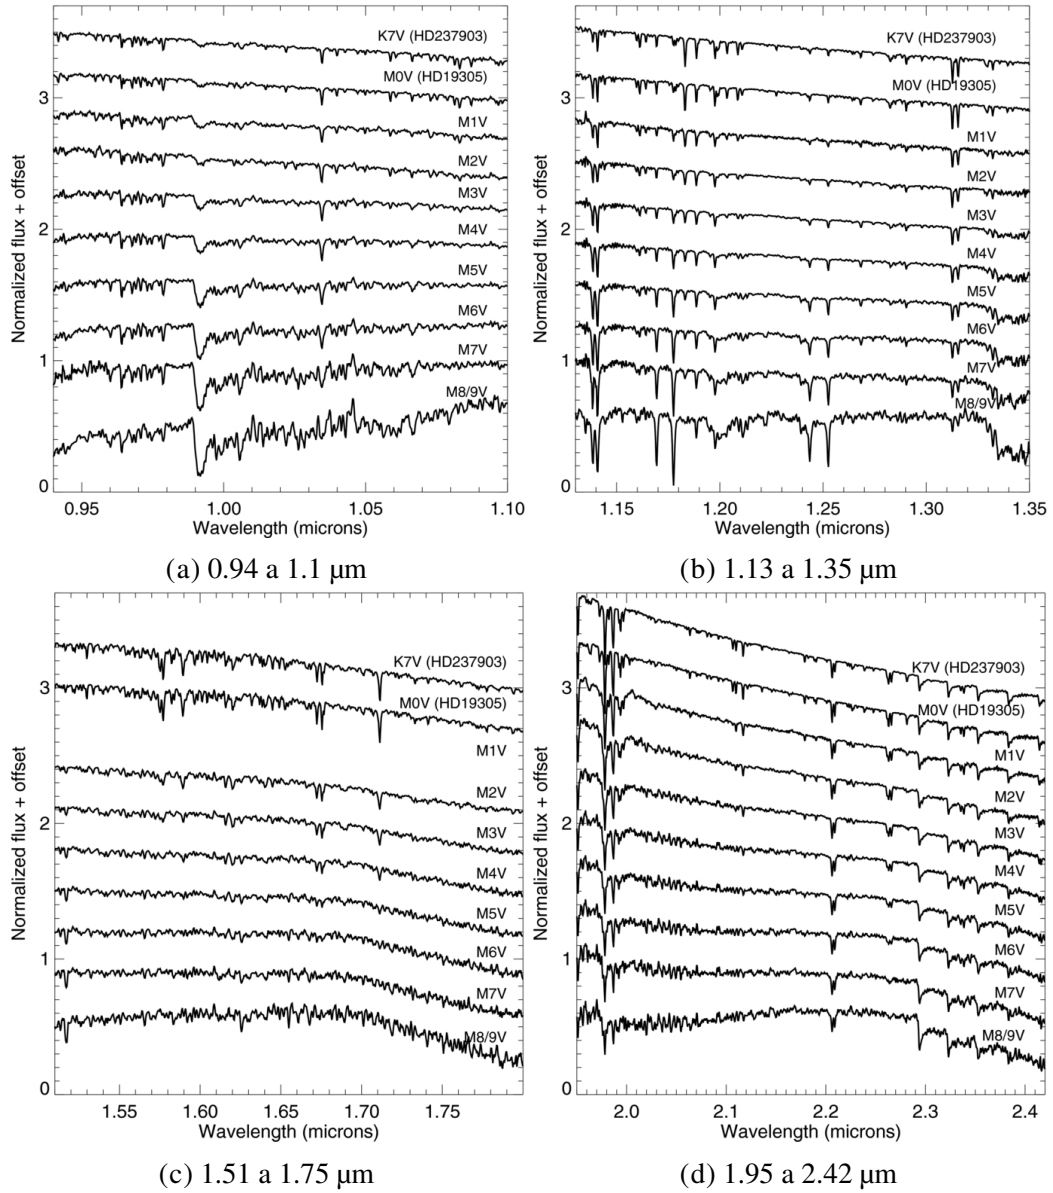 Normalized flux + offset
3
2
1
0
K7V (HD237903)
M0V (HD19305)
M1V
M2V
M3V
M4V
M5V
M6V
M7V
M8/9V
0.95 1.00 1.05 1.10
Wavelength (microns)
(a) 0.94 a 1.1 µm
Normalized flux + offset
3
2
1
0
K7V (HD237903)
M0V (HD19305)
M1V
M2V
M3V
M4V
M5V
M6V
M7V
M8/9V
1.15 1.20 1.25 1.30 1.35
Wavelength (microns)
(b) 1.13 a 1.35 µm
Normalized flux + offset
3
2
1
0
K7V (HD237903)
M0V (HD19305)
M1V
M2V
M3V
M4V
M5V
M6V
M7V
M8/9V
1.55 1.60 1.65 1.70 1.75
Wavelength (microns)
(c) 1.51 a 1.75 µm
Normalized flux + offset
3
2
1
0
K7V (HD237903)
M0V (HD19305)
M1V
M2V
M3V
M4V
M5V
M6V
M7V
M8/9V
2.0 2.1 2.2 2.3 2.4
Wavelength (microns)
(d) 1.95 a 2.42 µm